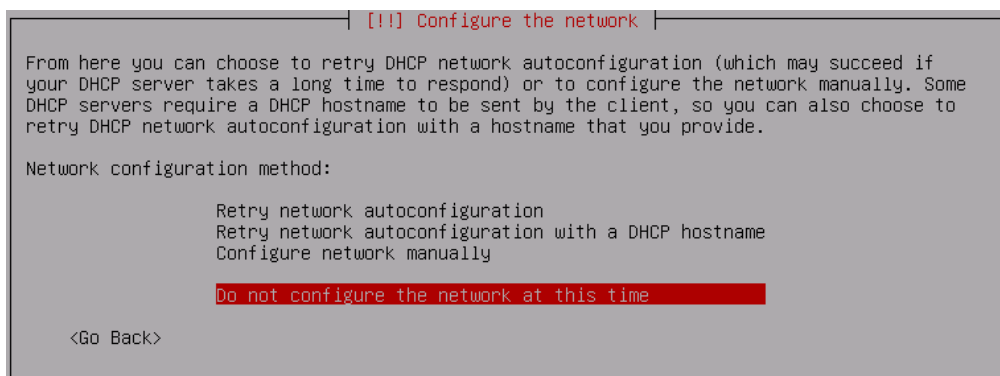 [!!] Configure the network
From here you can choose to retry DHCP network autoconfiguration (which may succeed if
your DHCP server takes a long time to respond) or to configure the network manually. Some
DHCP servers require a DHCP hostname to be sent by the client, so you can also choose to
retry DHCP network autoconfiguration with a hostname that you provide.
Network configuration method:
Retry network autoconfiguration
Retry network autoconfiguration with a DHCP hostname
Configure network manually
Do not configure the network at this time
<Go Back>